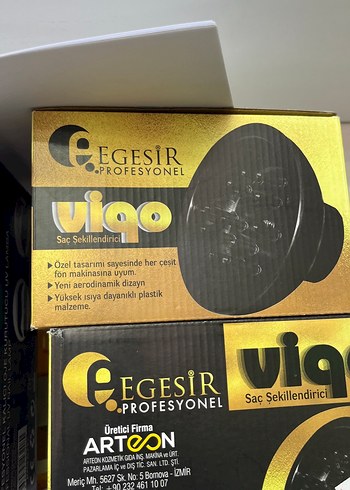 EGESİR
PROFESYONEL
viqo
Saç Şekillendirici
Özel tasarımı sayesinde her çeşit
fön makinasına uyum.
Yeni aerodinamik dizayn
Yüksek ısıya dayanıklı plastik
malzeme.
EGESİR
PROFESYONEL
viqo
Saç Şekillendirici
Üretici Firma
ARTEON
ARTEON KOZMETİK GIDA İNŞ. MAKİNA ve ÜRT.
PAZARLAMA İÇ ve DIŞ TİC. SAN. LTD. ŞTİ.
Meriç Mh. 5627 Sk. No: 5 Bornova - İZMİR
Tel: + 90 232 461 10 07